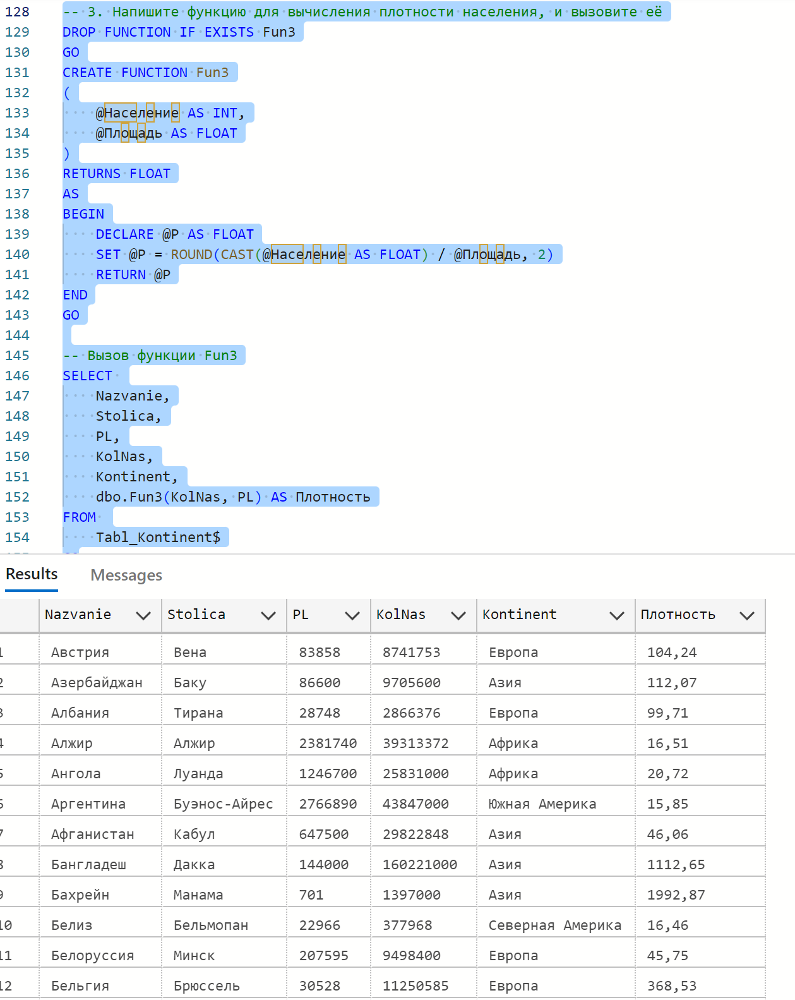 128 -- 3. Напишите функцию для вычисления плотности населения, и вызовите её
129 DROP FUNCTION IF EXISTS Fun3
130 GO
131 CREATE FUNCTION Fun3
132 (
133 @Население AS INT,
134 @Площадь AS FLOAT
135 )
136 RETURNS FLOAT
137 AS
138 BEGIN
139 DECLARE @P AS FLOAT
140 SET @P = ROUND(CAST(@Население AS FLOAT) / @Площадь, 2)
141 RETURN @P
142 END
143 GO
144
145 -- Вызов функции Fun3
146 SELECT
147 Nazvanie,
148 Stolica,
149 PL,
150 KolNas,
151 Kontinent,
152 dbo.Fun3(KolNas, PL) AS Плотность
153 FROM
154 Tabl_Kontinent$
Results Messages
Nazvanie Stolica PL KolNas Kontinent Плотность
1 Австрия Вена 83858 8741753 Европа 104,24
2 Азербайджан Баку 86600 9705600 Азия 112,07
3 Албания Тирана 28748 2866376 Европа 99,71
4 Алжир Алжир 2381740 39313372 Африка 16,51
5 Ангола Луанда 1246700 25831000 Африка 20,72
6 Аргентина Буэнос-Айрес 2766890 43847000 Южная Америка 15,85
7 Афганистан Кабул 647500 29822848 Азия 46,06
8 Бангладеш Дакка 144000 160221000 Азия 1112,65
9 Бахрейн Манама 701 1397000 Азия 1992,87
10 Белиз Бельмопан 22966 377968 Северная Америка 16,46
11 Белоруссия Минск 207595 9498400 Европа 45,75
12 Бельгия Брюссель 30528 11250585 Европа 368,53